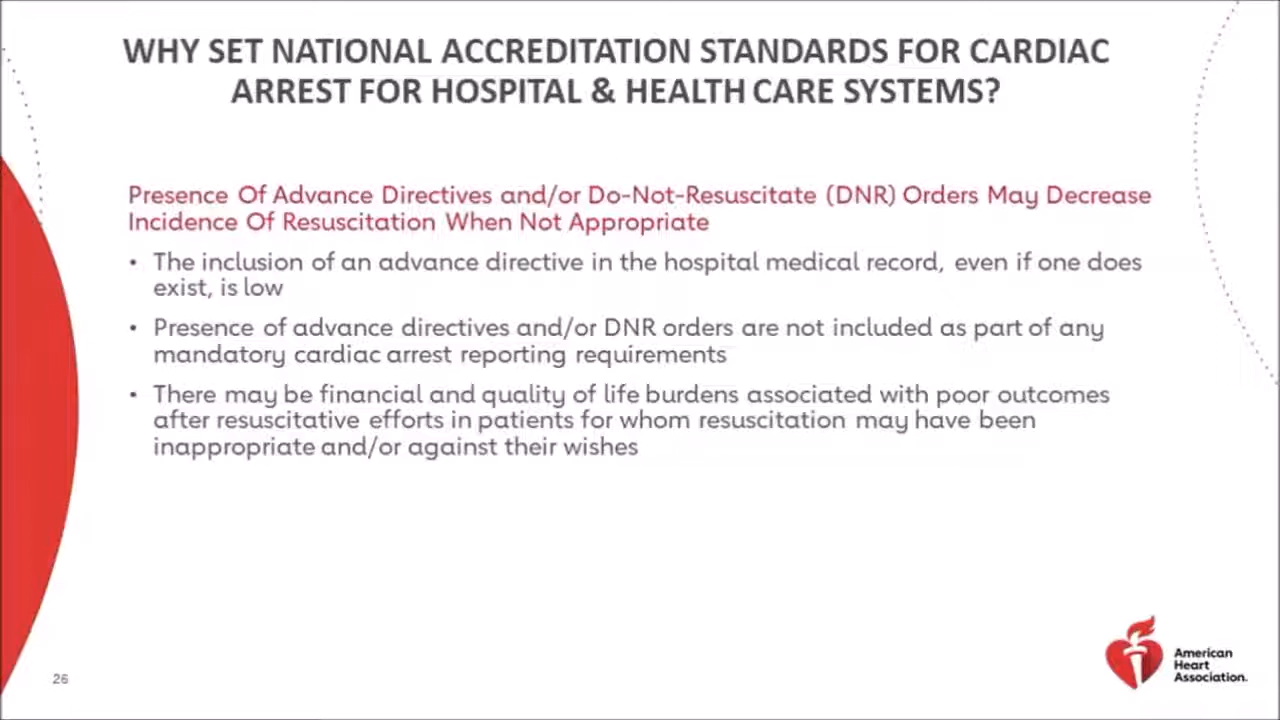 WHY SET NATIONAL ACCREDITATION STANDARDS FOR CARDIAC
ARREST FOR HOSPITAL & HEALTH CARE SYSTEMS?
Presence Of Advance Directives and/or Do-Not-Resuscitate (DNR) Orders May Decrease
Incidence Of Resuscitation When Not Appropriate
• The inclusion of an advance directive in the hospital medical record, even if one does
exist, is low
• Presence of advance directives and/or DNR orders are not included as part of any
mandatory cardiac arrest reporting requirements
• There may be financial and quality of life burdens associated with poor outcomes
after resuscitative efforts in patients for whom resuscitation may have been
inappropriate and/or against their wishes
26
American
Heart
Association.